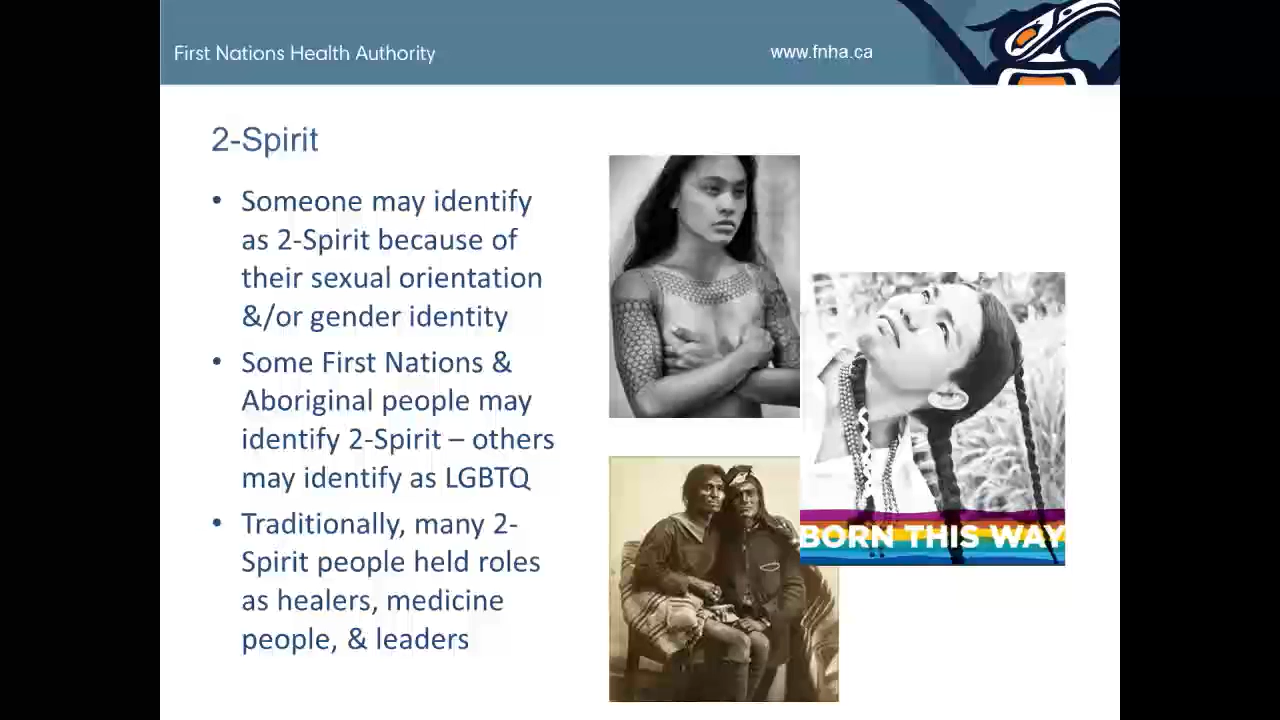 First Nations Health Authority
www.fnha.ca
2-Spirit
• Someone may identify
as 2-Spirit because of
their sexual orientation
&/or gender identity
• Some First Nations &
Aboriginal people may
identify 2-Spirit – others
may identify as LGBTQ
• Traditionally, many 2-
Spirit people held roles
as healers, medicine
people, & leaders
BORN THIS WAY